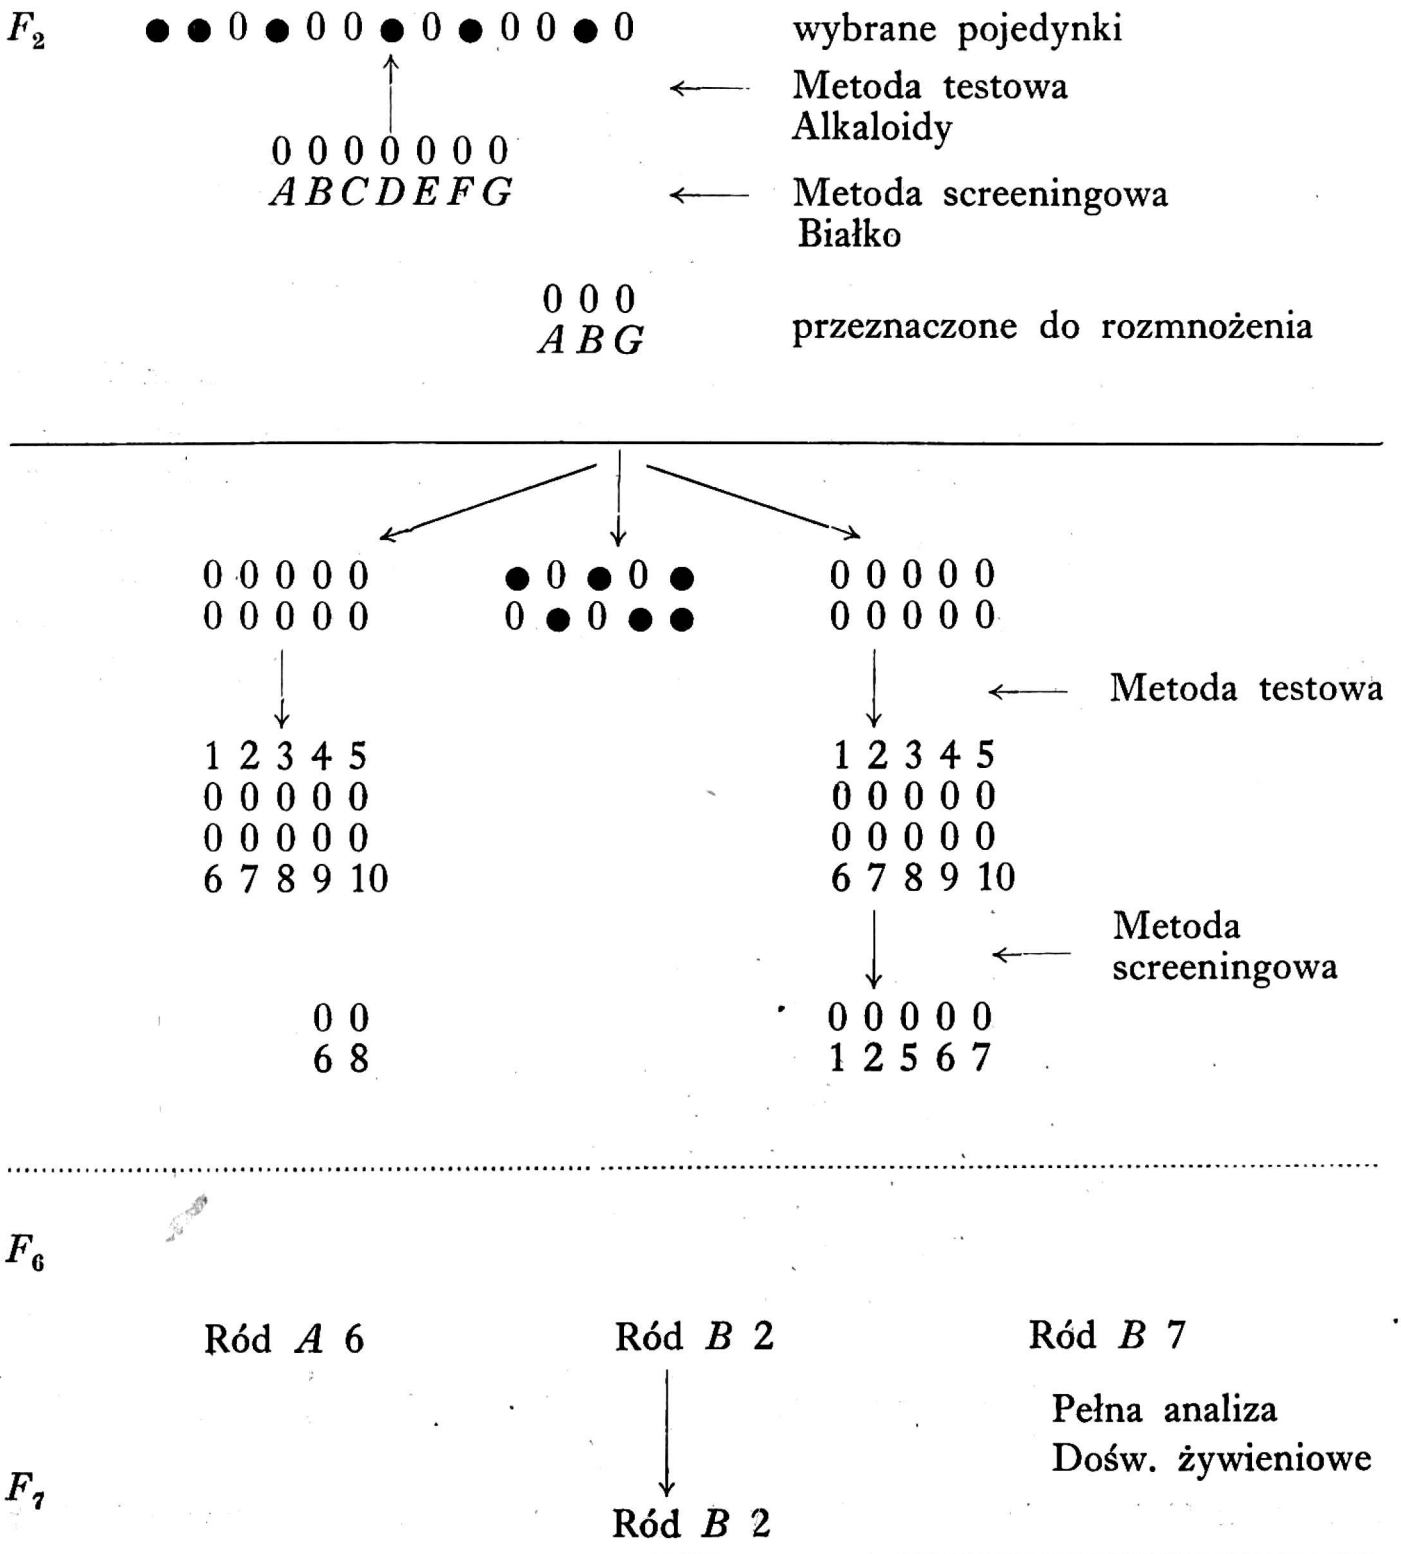 F₂ ● ● 0 ● 0 0 ● 0 ● 0 0 ● 0 wybrane pojedynki
← Metoda testowa
Alkaloidy
0 0 0 0 0 0 0
A B C D E F G ← Metoda screeningowa
Białko
0 0 0
A B G przeznaczone do rozmnożenia
0 0 0 0 0 ● 0 ● 0 ● 0 0 0 0 0
0 0 0 0 0 0 ● 0 ● ● 0 0 0 0 0
← Metoda testowa
1 2 3 4 5 1 2 3 4 5
0 0 0 0 0 0 0 0 0 0
0 0 0 0 0 0 0 0 0 0
6 7 8 9 10 6 7 8 9 10
← Metoda
screeningowa
0 0 0 0 0 0 0
6 8 1 2 5 6 7
F₆
Ród A 6 Ród B 2 Ród B 7
Pełna analiza
Dośw. żywieniowe
F₇
Ród B 2